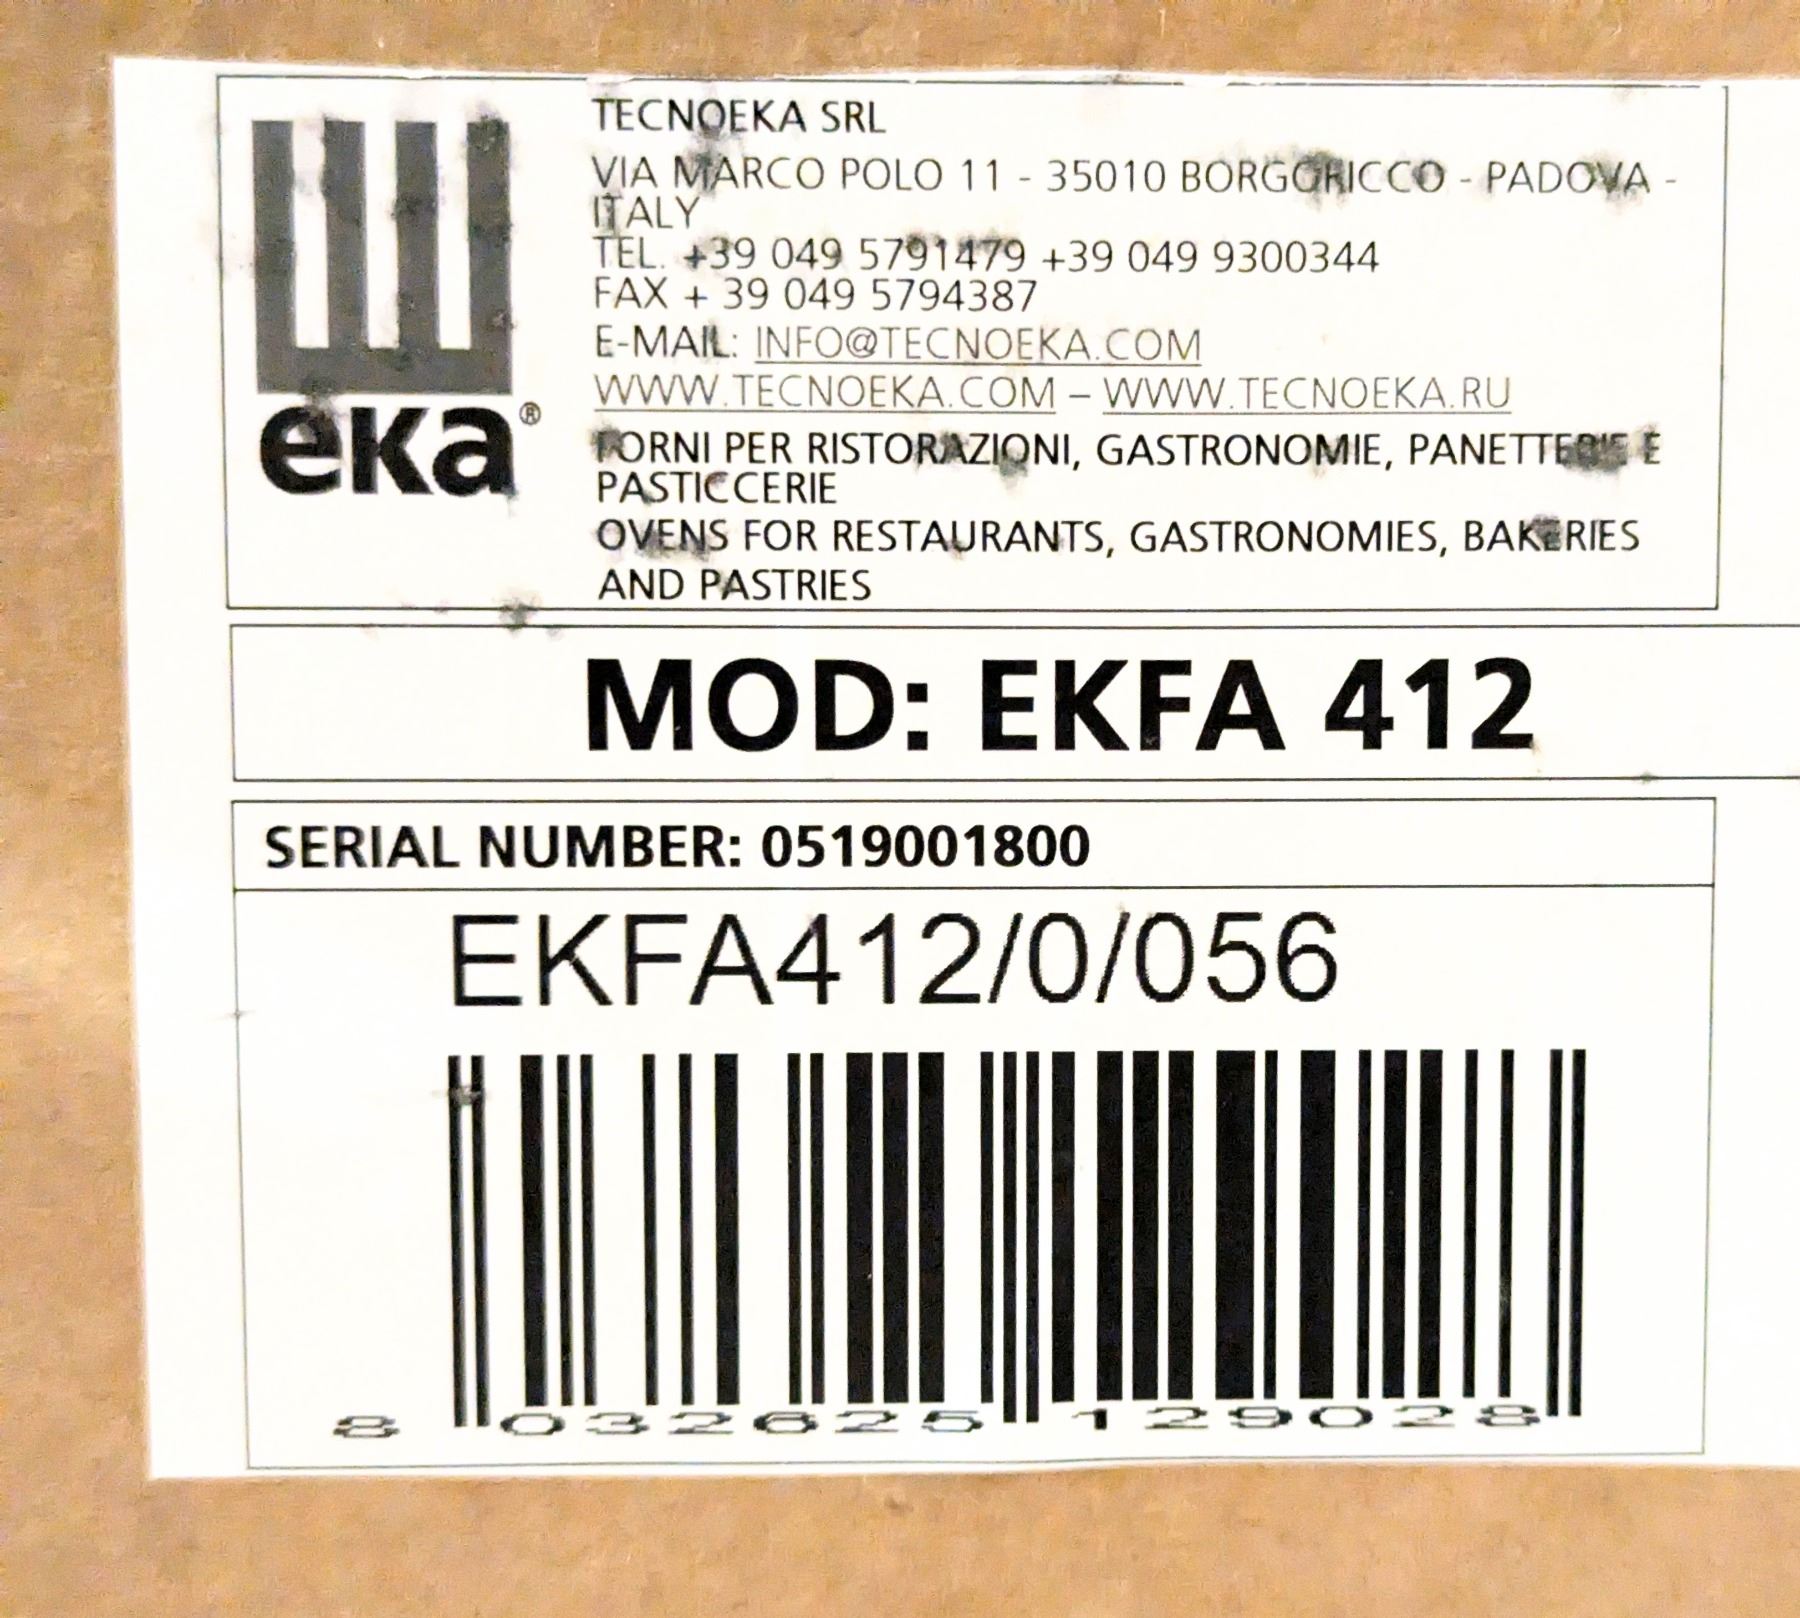 TECNOEKA SRL
VIA MARCO POLO 11 - 35010 BORGORICCO - PADOVA -
ITALY
TEL. +39 049 5791479 +39 049 9300344
FAX + 39 049 5794387
E-MAIL: INFO@TECNOEKA.COM
WWW.TECNOEKA.COM – WWW.TECNOEKA.RU
eka®
FORNI PER RISTORAZIONI, GASTRONOMIE, PANETTERIE E
PASTICCERIE
OVENS FOR RESTAURANTS, GASTRONOMIES, BAKERIES
AND PASTRIES
MOD: EKFA 412
SERIAL NUMBER: 0519001800
EKFA412/0/056
8 032625 129028